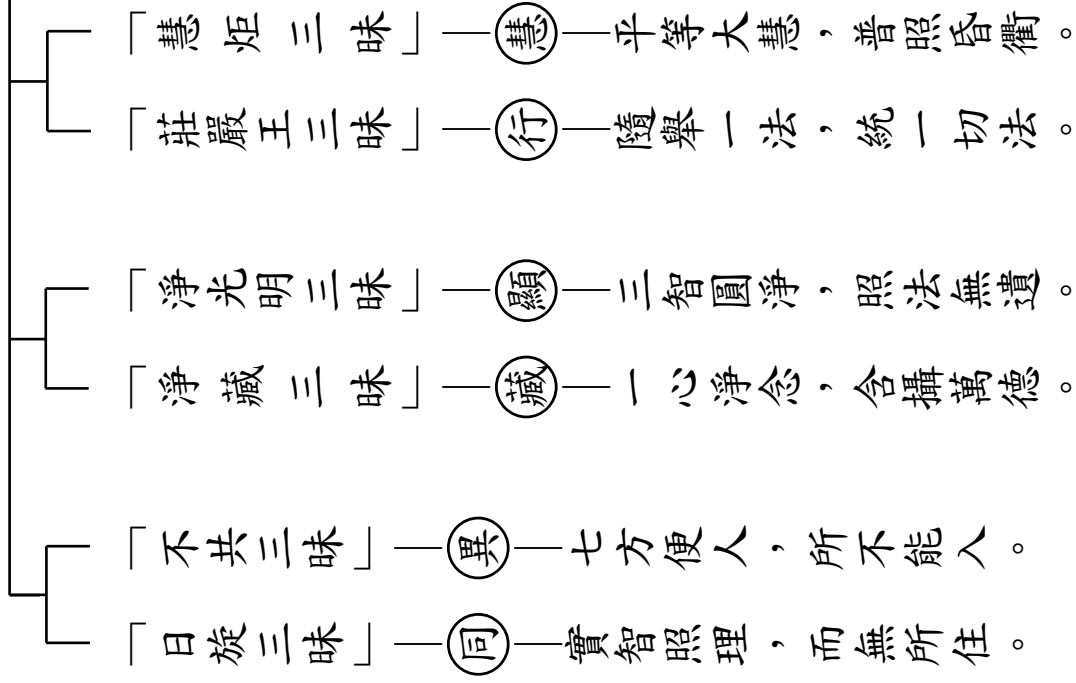 「慧炬三昧」—慧—平等大慧，普照昏衢。
「莊嚴王三昧」—行—隨舉一法，統一切法。
「淨光明三昧」—顯—三智圓淨，照法無遺。
「淨藏三昧」—藏—一心淨念，含攝萬德。
「不共三昧」—異—七方便人，所不能入。
「日旋三昧」—同—實智照理，而無所住。